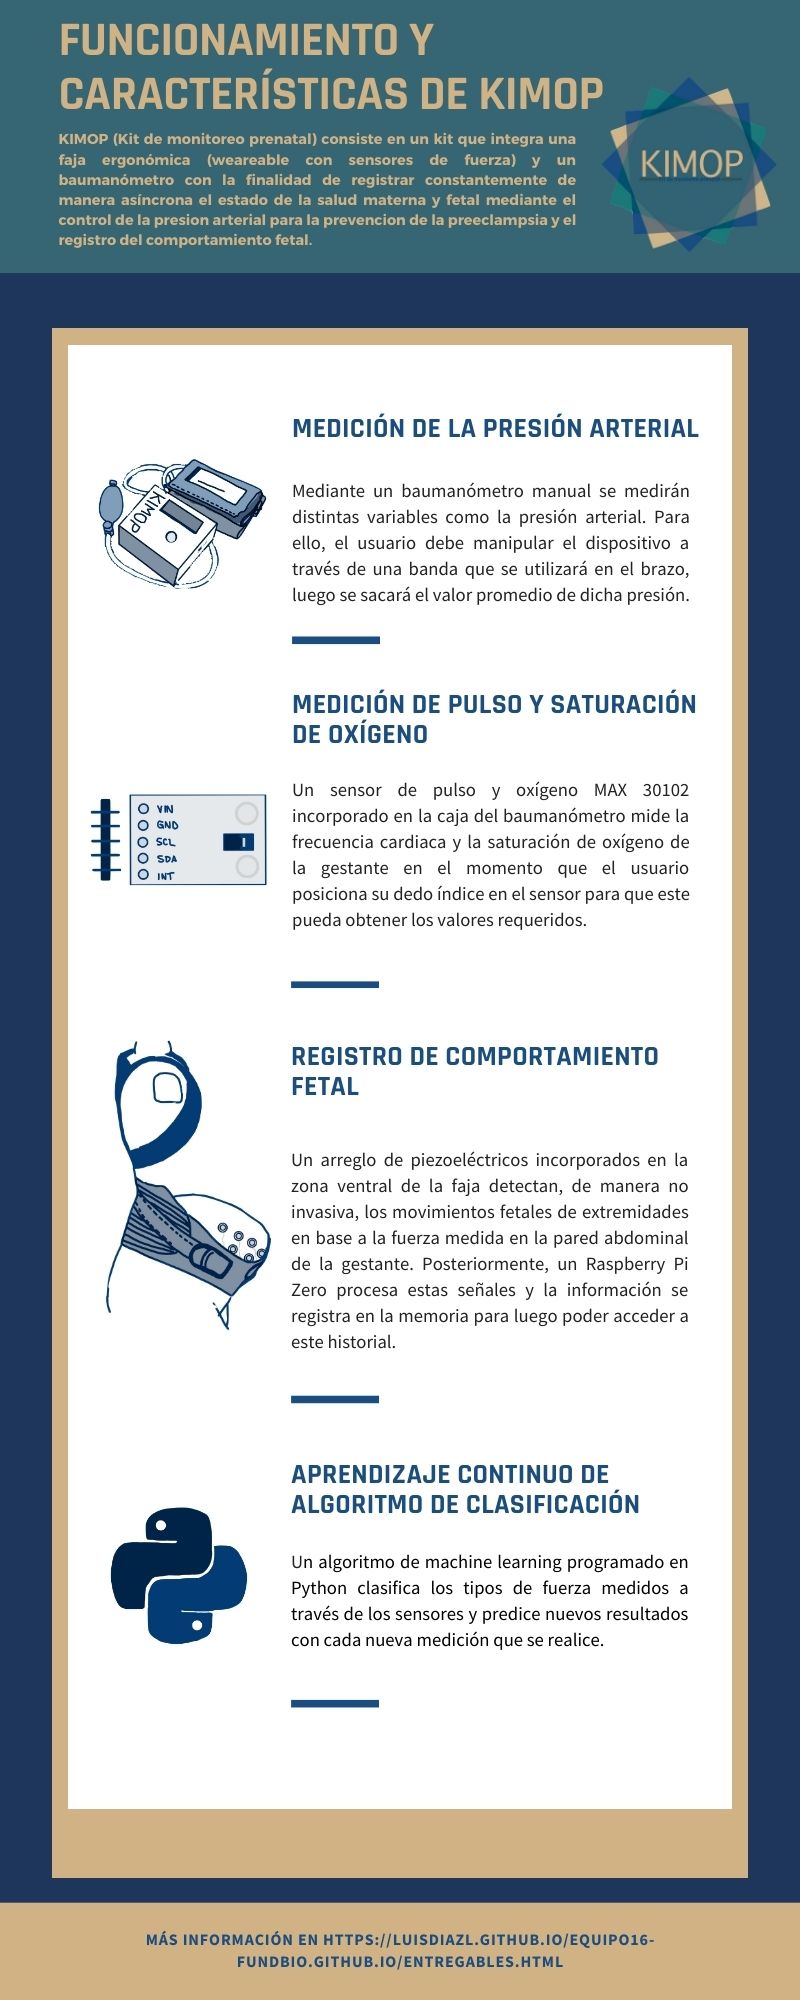 FUNCIONAMIENTO Y
CARACTERÍSTICAS DE KIMOP
KIMOP (Kit de monitoreo prenatal) consiste en un kit que integra una
faja ergonómica (weareable con sensores de fuerza) y un
baumanómetro con la finalidad de registrar constantemente de
manera asíncrona el estado de la salud materna y fetal mediante el
control de la presion arterial para la prevencion de la preeclampsia y el
registro del comportamiento fetal.
KIMOP
MEDICIÓN DE LA PRESIÓN ARTERIAL
KIMOP
Mediante un baumanómetro manual se medirán
distintas variables como la presión arterial. Para
ello, el usuario debe manipular el dispositivo a
través de una banda que se utilizará en el brazo,
luego se sacará el valor promedio de dicha presión.
MEDICIÓN DE PULSO Y SATURACIÓN
DE OXÍGENO
VIN
GND
SCL
SDA
INT
Un sensor de pulso y oxígeno MAX 30102
incorporado en la caja del baumanómetro mide la
frecuencia cardiaca y la saturación de oxígeno de
la gestante en el momento que el usuario
posiciona su dedo índice en el sensor para que este
pueda obtener los valores requeridos.
REGISTRO DE COMPORTAMIENTO
FETAL
Un arreglo de piezoeléctricos incorporados en la
zona ventral de la faja detectan, de manera no
invasiva, los movimientos fetales de extremidades
en base a la fuerza medida en la pared abdominal
de la gestante. Posteriormente, un Raspberry Pi
Zero procesa estas señales y la información se
registra en la memoria para luego poder acceder a
este historial.
APRENDIZAJE CONTINUO DE
ALGORITMO DE CLASIFICACIÓN
Un algoritmo de machine learning programado en
Python clasifica los tipos de fuerza medidos a
través de los sensores y predice nuevos resultados
con cada nueva medición que se realice.
MÁS INFORMACIÓN EN HTTPS://LUISDIAZL.GITHUB.IO/EQUIPO16-
FUNDBIO.GITHUB.IO/ENTREGABLES.HTML